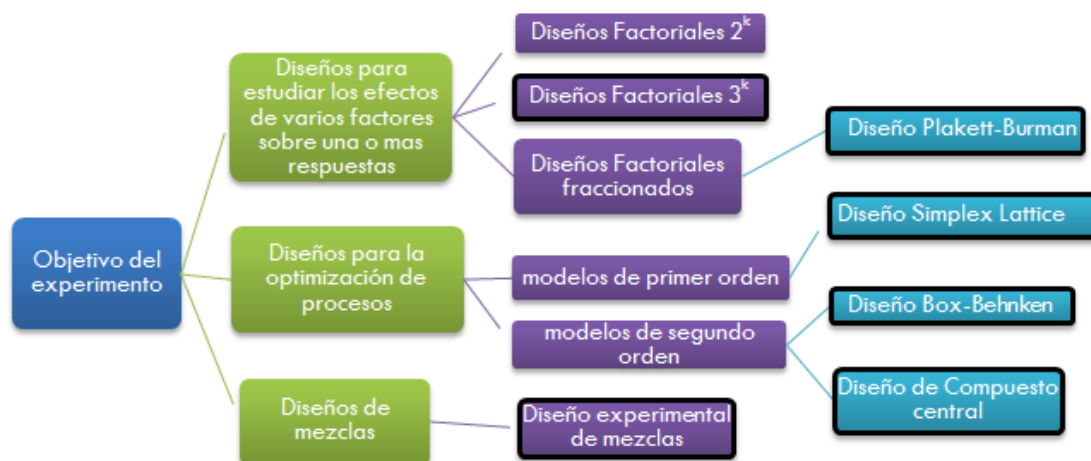 Objetivo del
experimento
Diseños para
estudiar los efectos
de varios factores
sobre una o mas
respuestas
Diseños Factoriales 2^k
Diseños Factoriales 3^k
Diseños Factoriales
fraccionados
Diseño Plakett-Burman
Diseños para la
optimización de
procesos
modelos de primer orden
Diseño Simplex Lattice
modelos de segundo
orden
Diseño Box-Behnken
Diseño de Compuesto
central
Diseños de
mezclas
Diseño experimental
de mezclas